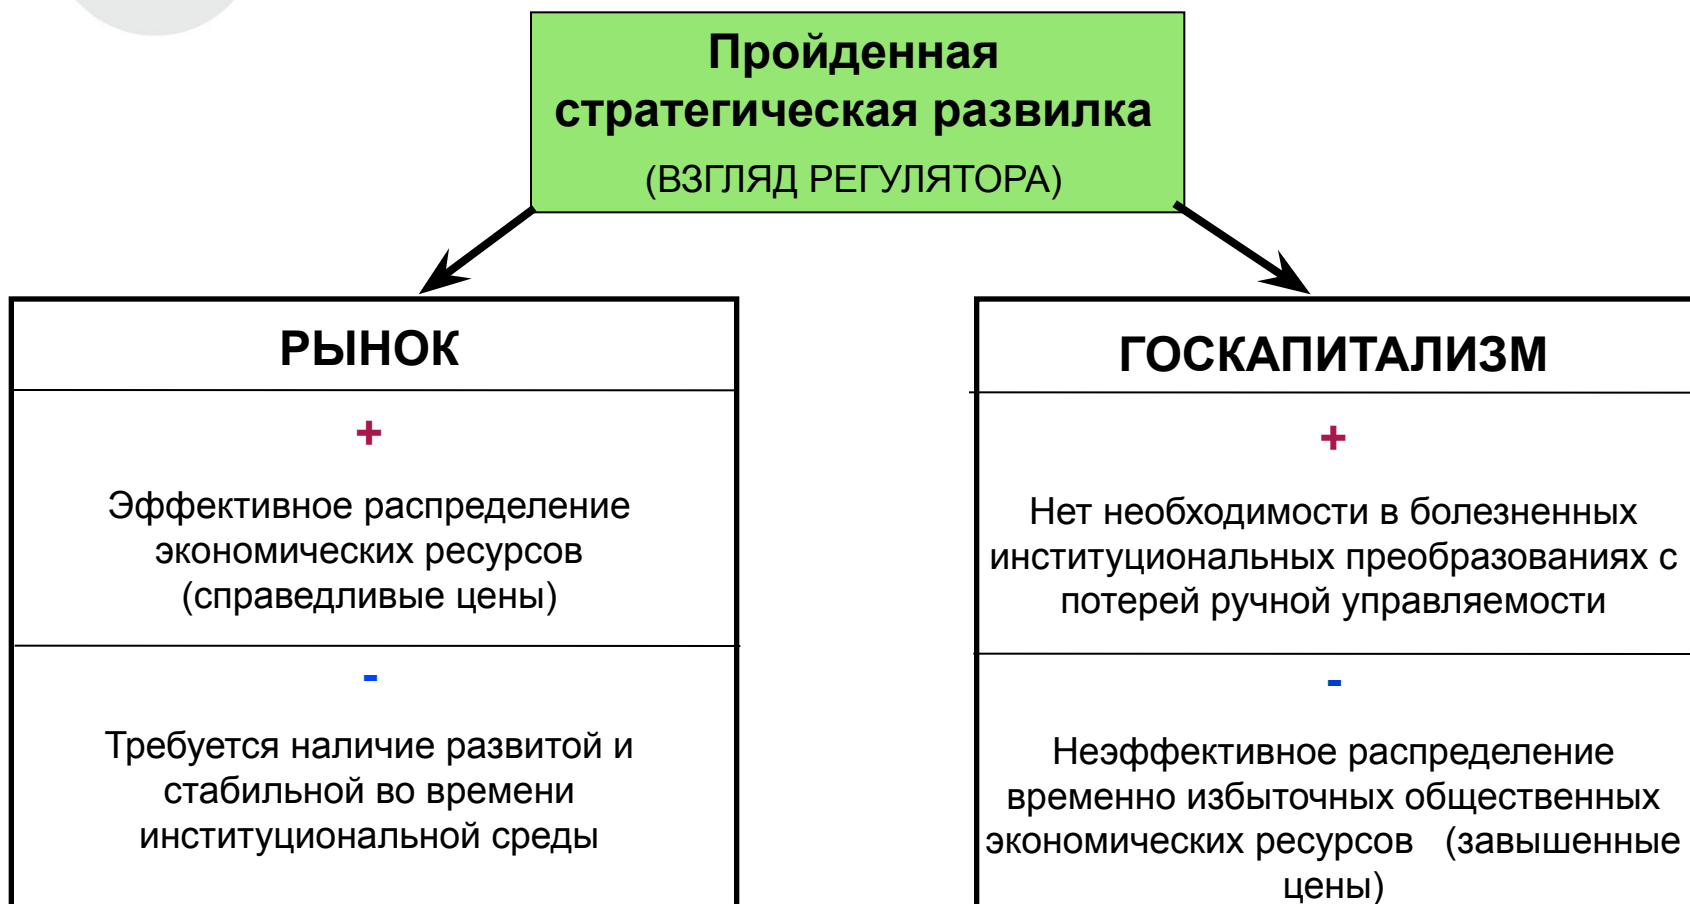 Пройденная
стратегическая развилка
(ВЗГЛЯД РЕГУЛЯТОРА)
РЫНОК
+
Эффективное распределение
экономических ресурсов
(справедливые цены)
-
Требуется наличие развитой и
стабильной во времени
институциональной среды
ГОСКАПИТАЛИЗМ
+
Нет необходимости в болезненных
институциональных преобразованиях с
потерей ручной управляемости
-
Неэффективное распределение
временно избыточных общественных
экономических ресурсов (завышенные
цены)